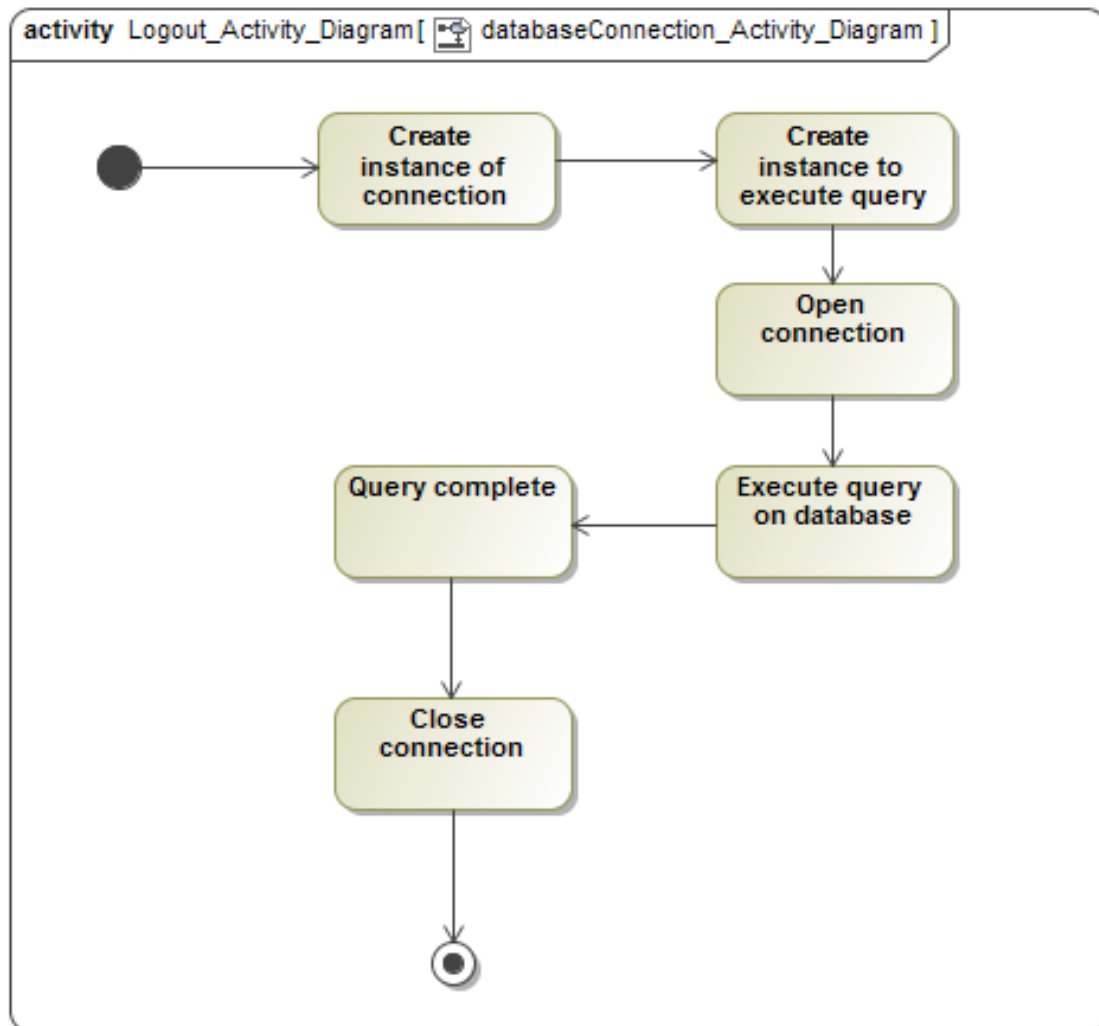 activity Logout_Activity_Diagram[ databaseConnection_Activity_Diagram ]
Create
instance of
connection
Create
instance to
execute query
Open
connection
Query complete
Execute query
on database
Close
connection